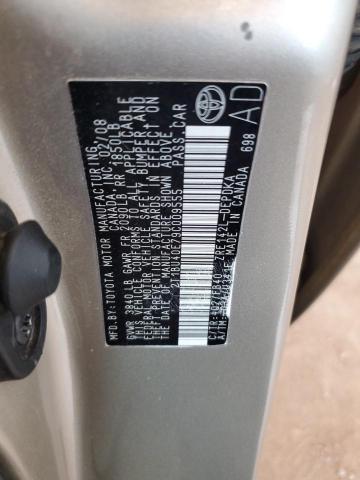 MFD. BY: TOYOTA MOTOR MANUFACTURING
CANADA INC. 02/08
GVWR 3840LB GAWR FR 2090LB RR 1850LB
THIS VEHICLE CONFORMS TO ALL APPLICABLE
FEDERAL MOTOR VEHICLE SAFETY, BUMPER AND
THEFT PREVENTION STANDARDS IN EFFECT ON
THE DATE OF MANUFACTURE SHOWN ABOVE.
2T1BU40E79C009555 PASS. CAR
C/TR: FB40
MADE IN CANADA
698
AD